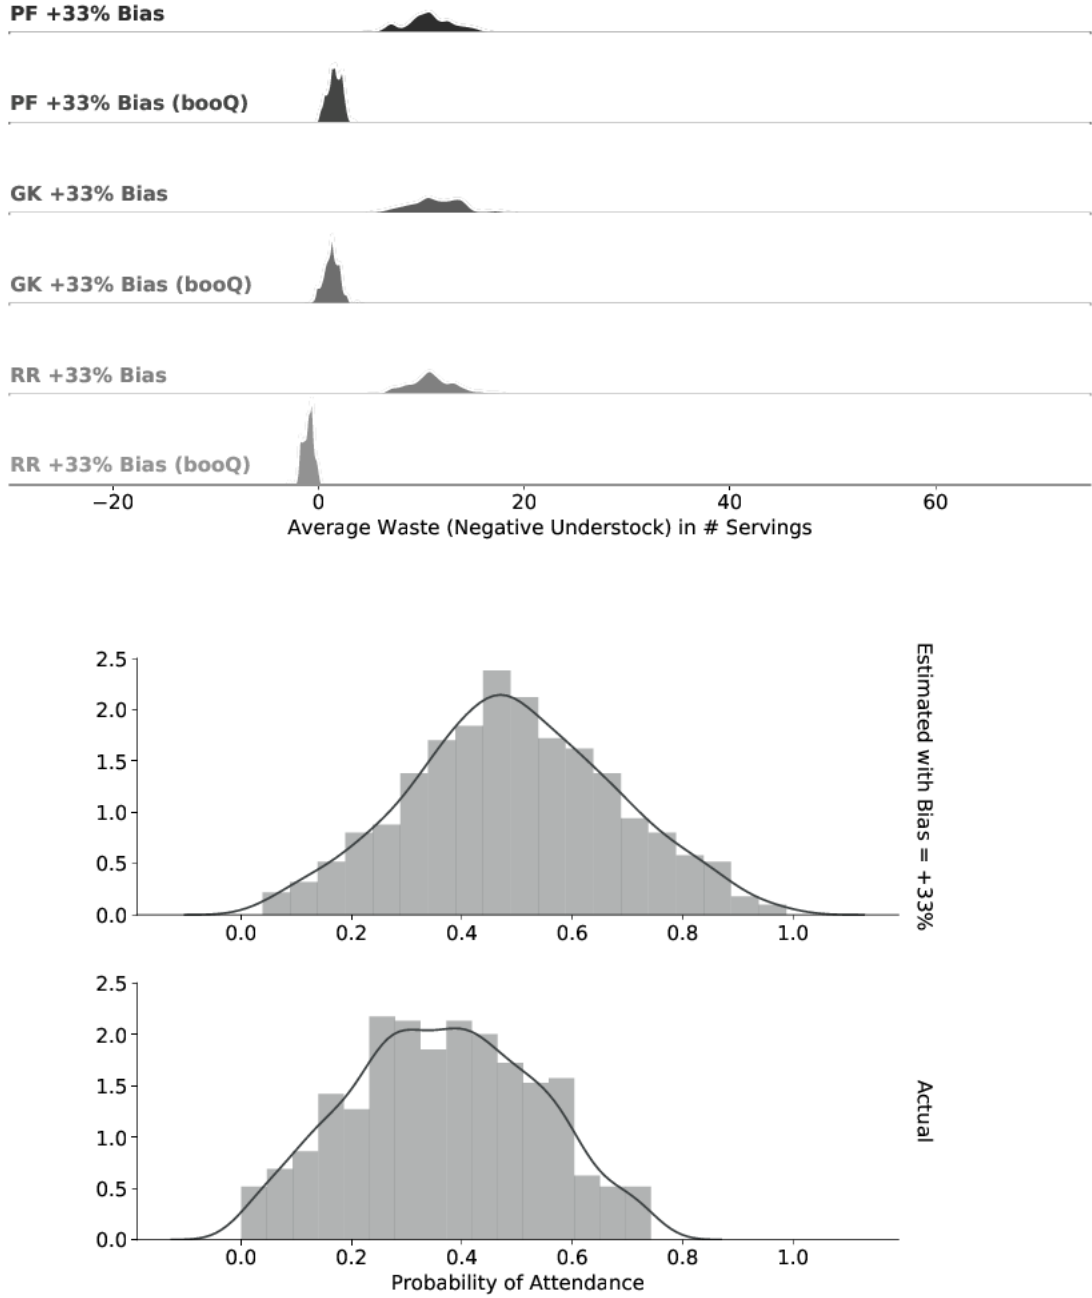 PF +33% Bias
PF +33% Bias (booQ)
GK +33% Bias
GK +33% Bias (booQ)
RR +33% Bias
RR +33% Bias (booQ)
−20 0 20 40 60
Average Waste (Negative Understock) in # Servings
2.5
2.0
1.5
1.0
0.5
0.0
0.0 0.2 0.4 0.6 0.8 1.0
Estimated with Bias = +33%
2.5
2.0
1.5
1.0
0.5
0.0
0.0 0.2 0.4 0.6 0.8 1.0
Actual
Probability of Attendance